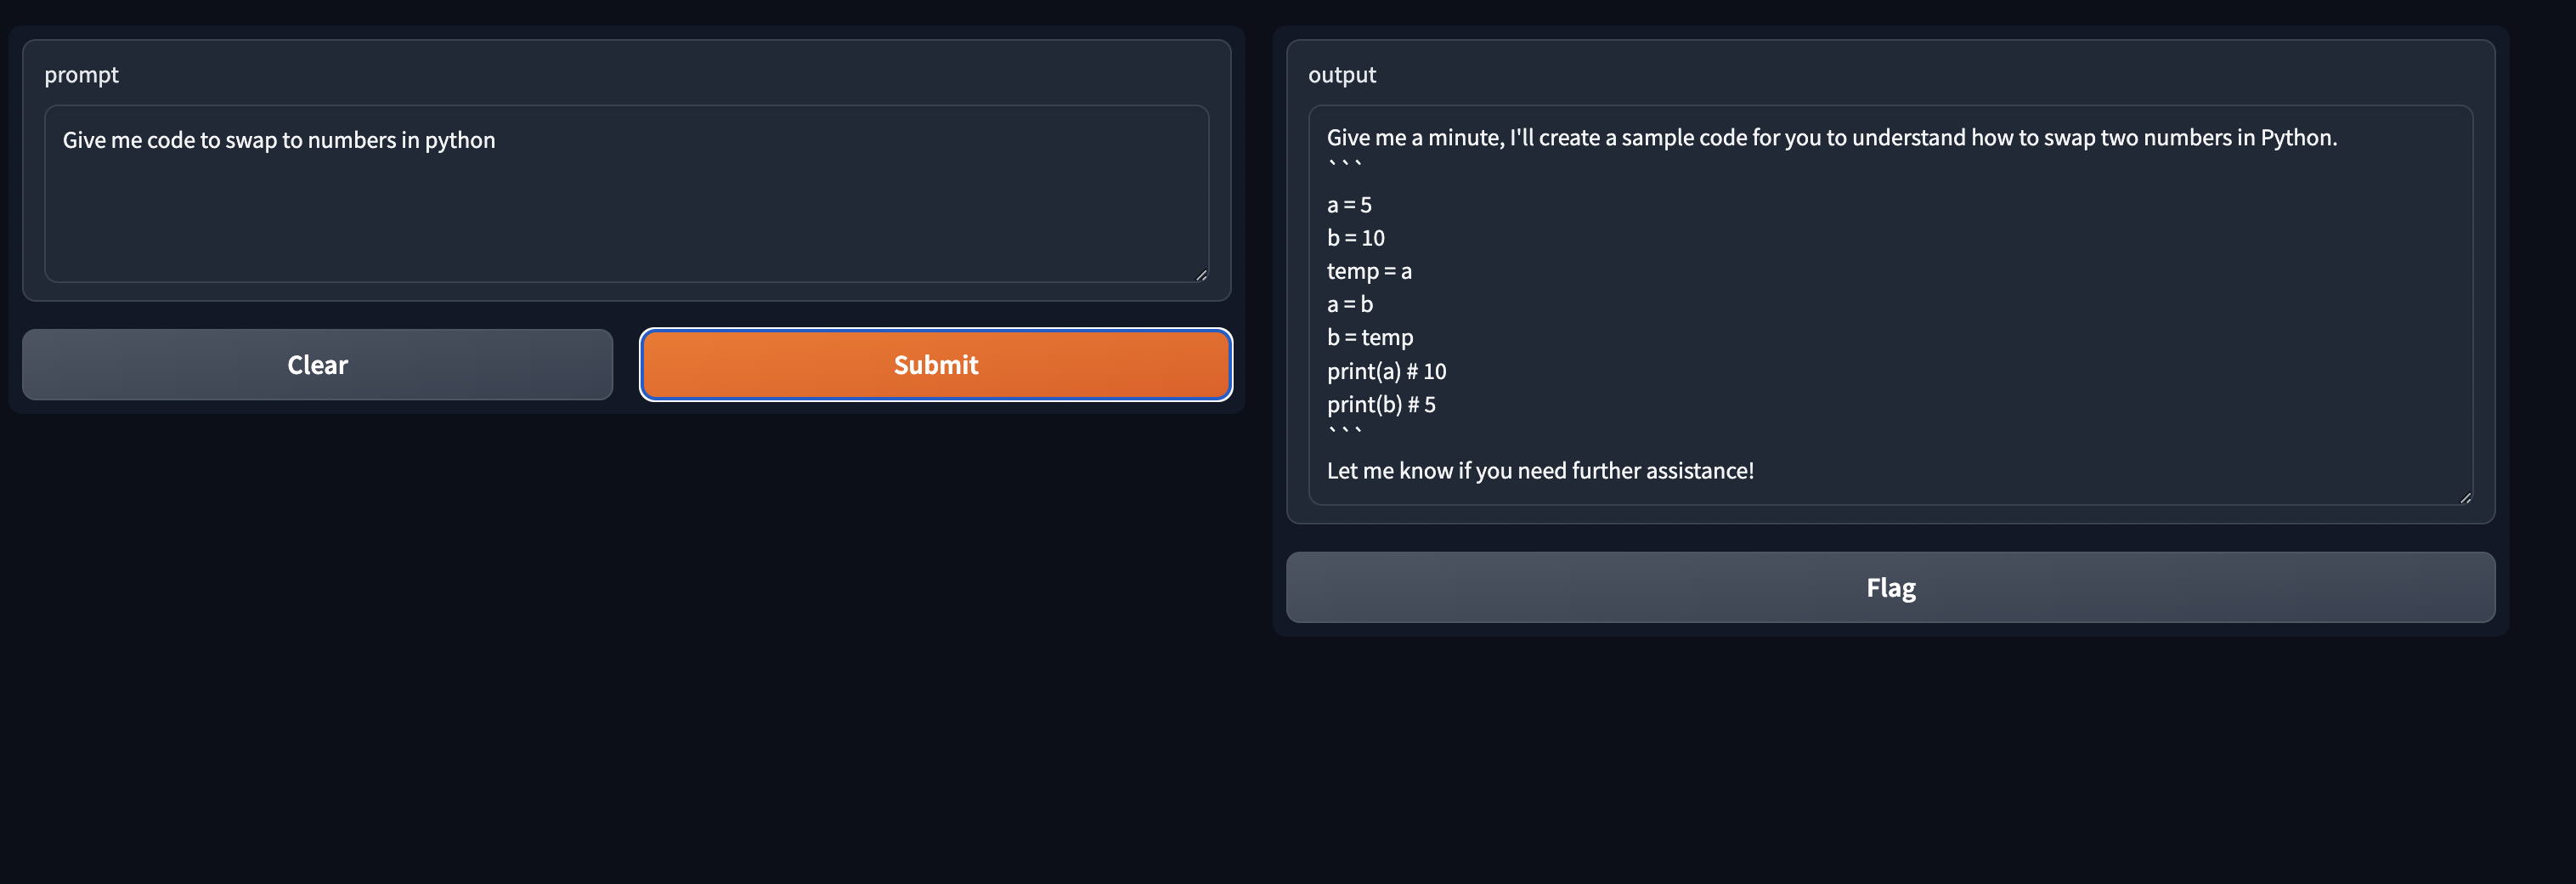 prompt
Give me code to swap to numbers in python
Clear
Submit
output
Give me a minute, I'll create a sample code for you to understand how to swap two numbers in Python.
```
a = 5
b = 10
temp = a
a = b
b = temp
print(a) # 10
print(b) # 5
```
Let me know if you need further assistance!
Flag